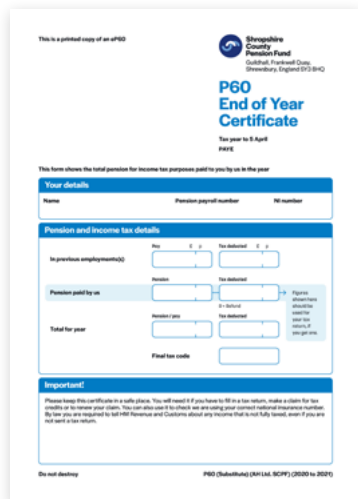 This is a printed copy of an eP60
Shropshire
County
Pension Fund
Guildhall, Frankwell Quay,
Shrewsbury, England SY3 8HQ
P60
End of Year
Certificate
Tax year to 5 April
PAYE
This form shows the total pension for income tax purposes paid to you by us in the year
Your details
Name Pension payroll number NI number
Pension and income tax details
Pay £ p Tax deducted £ p
In previous employments(s)
Pension Tax deducted
Pension paid by us
R = Refund
Figures
shown here
should be
used for
your tax
return, if
you get one.
Pension / pay Tax deducted
Total for year
Final tax code
Important!
Please keep this certificate in a safe place. You will need it if you have to fill in a tax return, make a claim for tax
credits or to renew your claim. You can also use it to check we are using your correct national insurance number.
By law you are required to tell HM Revenue and Customs about any income that is not fully taxed, even if you are
not sent a tax return.
Do not destroy P60 (Substitute) (AH Ltd. SCPF) (2020 to 2021)